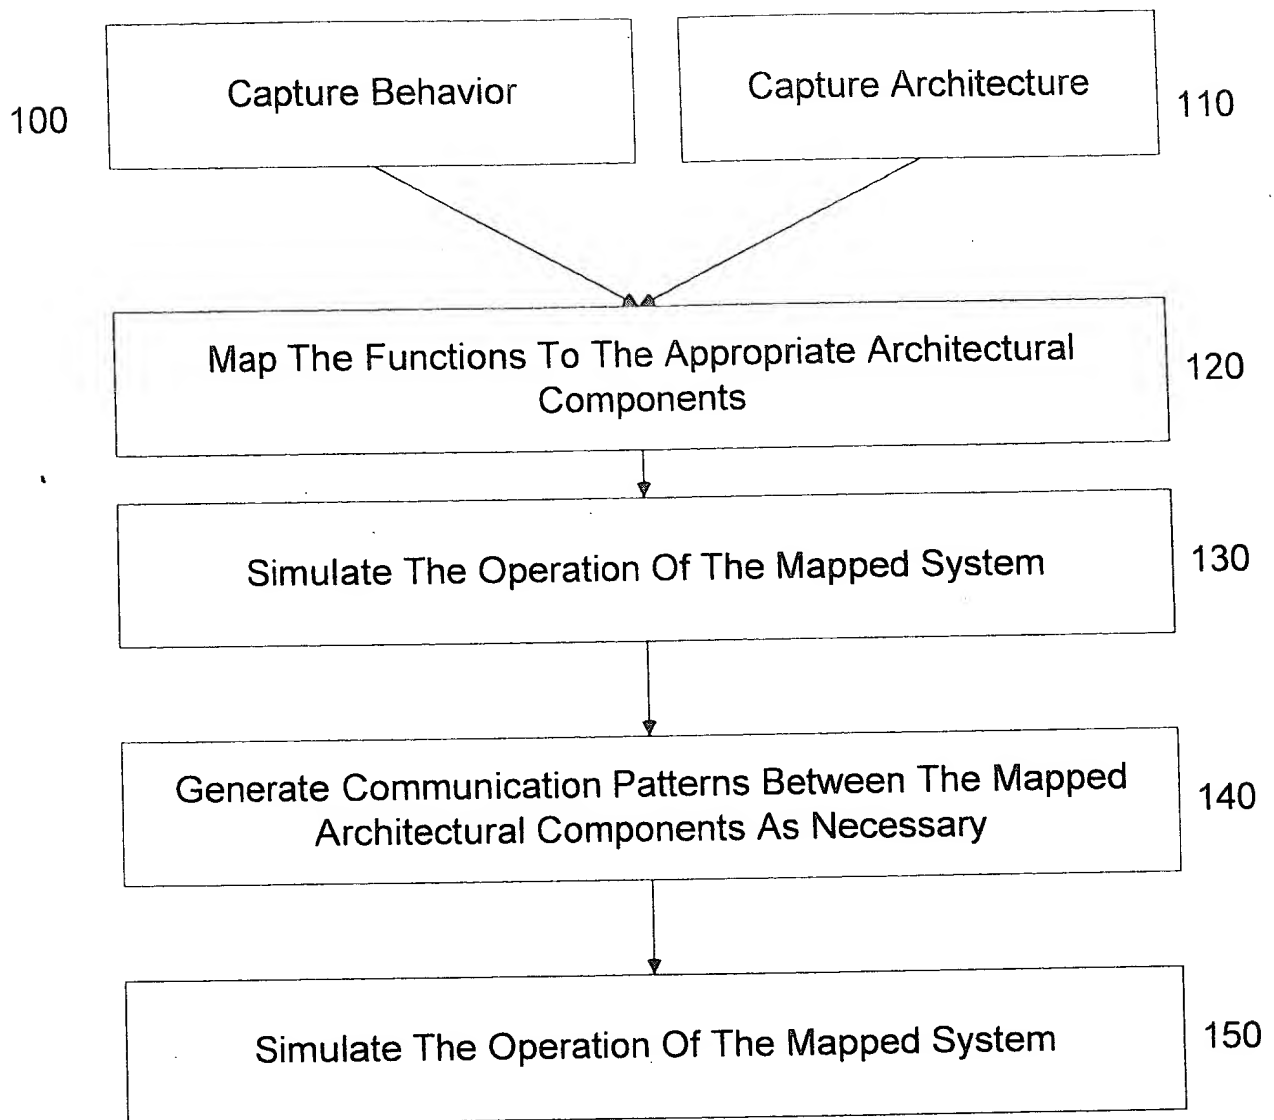 Capture Behavior
100
Capture Architecture
110
Map The Functions To The Appropriate Architectural
Components
120
Simulate The Operation Of The Mapped System
130
Generate Communication Patterns Between The Mapped
Architectural Components As Necessary
140
Simulate The Operation Of The Mapped System
150